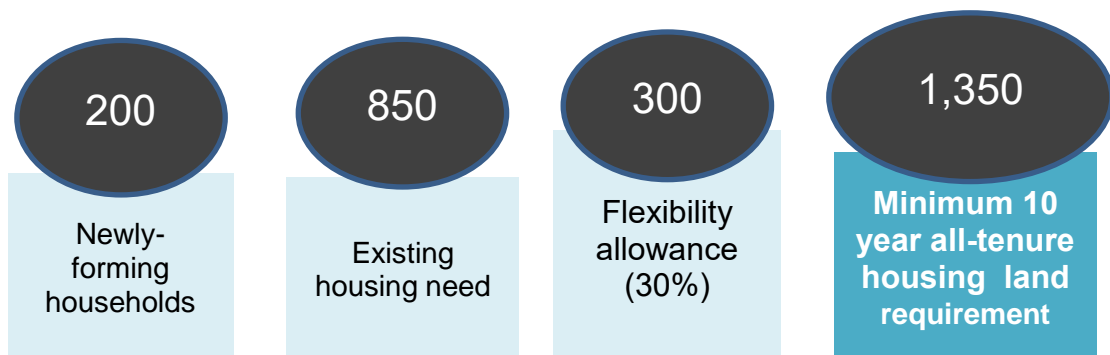 200
Newly-
forming
households
850
Existing
housing need
300
Flexibility
allowance
(30%)
1,350
Minimum 10
year all-tenure
housing land
requirement